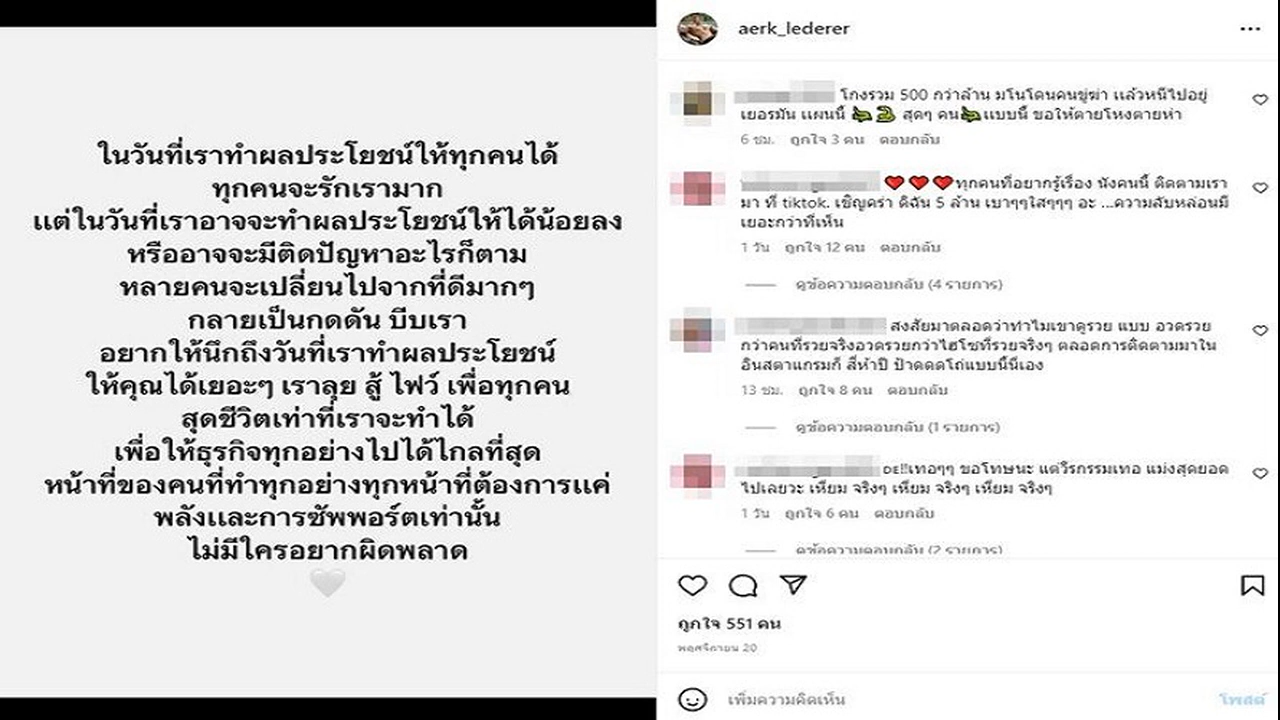 ในวันที่เราทำผลประโยชน์ให้ทุกคนได้
ทุกคนจะรักเรามาก
แต่ในวันที่เราอาจจะทำผลประโยชน์ให้ได้น้อยลง
หรืออาจจะมีติดปัญหาอะไรก็ตาม
หลายคนจะเปลี่ยนไปจากที่ดีมากๆ
กลายเป็นกดดัน บีบเรา
อยากให้นึกถึงวันที่เราทำผลประโยชน์
ให้คุณได้เยอะๆ เราลุย สู้ ไฟว์ เพื่อทุกคน
สุดชีวิตเท่าที่เราจะทำได้
เพื่อให้ธุรกิจทุกอย่างไปได้ไกลที่สุด
หน้าที่ของคนที่ทำทุกอย่างทุกหน้าที่ต้องการแค่
พลังและการซัพพอร์ตเท่านั้น
ไม่มีใครอยากผิดพลาด
aerk_lederer
โกงรวม 500 กว่าล้าน มโนโดนคนขู่ฆ่า แล้วหนีไปอยู่
เยอรมัน แผนนี้ 🐊🐍 สุดๆ คน🐊แบบนี้ ขอให้ตายโหงตายห่า
6 ชม. ถูกใจ 3 คน ตอบกลับ
❤️❤️❤️ทุกคนที่อยากรู้เรื่อง นังคนนี้ ติดตามเรา
มา ที่ tiktok. เชิญคร่า ดิฉัน 5 ล้าน เบาๆๆใสๆๆๆ อะ ...ความลับหล่อนมี
เยอะกว่าที่เห็น
1 วัน ถูกใจ 12 คน ตอบกลับ
ดูข้อความตอบกลับ (4 รายการ)
สงสัยมาตลอดว่าทำไมเขาดูรวย แบบ อวดรวย
กว่าคนที่รวยจริงอวดรวยกว่าไฮโซที่รวยจริงๆ ตลอดการติดตามมาใน
อินสตาแกรมก็ สี่ห้าปี ป้าดดดโถ่แบบนี้นี่เอง
13 ชม. ถูกใจ 8 คน ตอบกลับ
ดูข้อความตอบกลับ (1 รายการ)
DE!!เทอๆๆ ขอโทษนะ แต่วีรกรรมเทอ แม่งสุดยอด
ไปเลยวะ เหี้ยม จริงๆ เหี้ยม จริงๆ เหี้ยม จริงๆ
1 วัน ถูกใจ 6 คน ตอบกลับ
ดูข้อความตอบกลับ (2 รายการ)
ถูกใจ 551 คน
พฤศจิกายน 20
เพิ่มความคิดเห็น
โพสต์